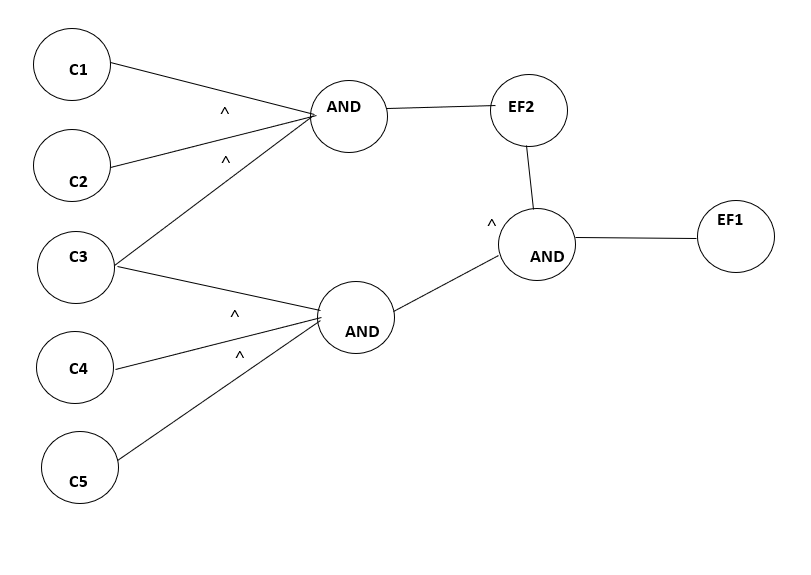 C1
^
AND
EF2
C2
^
C3
^
AND
EF1
^
AND
C4
^
C5